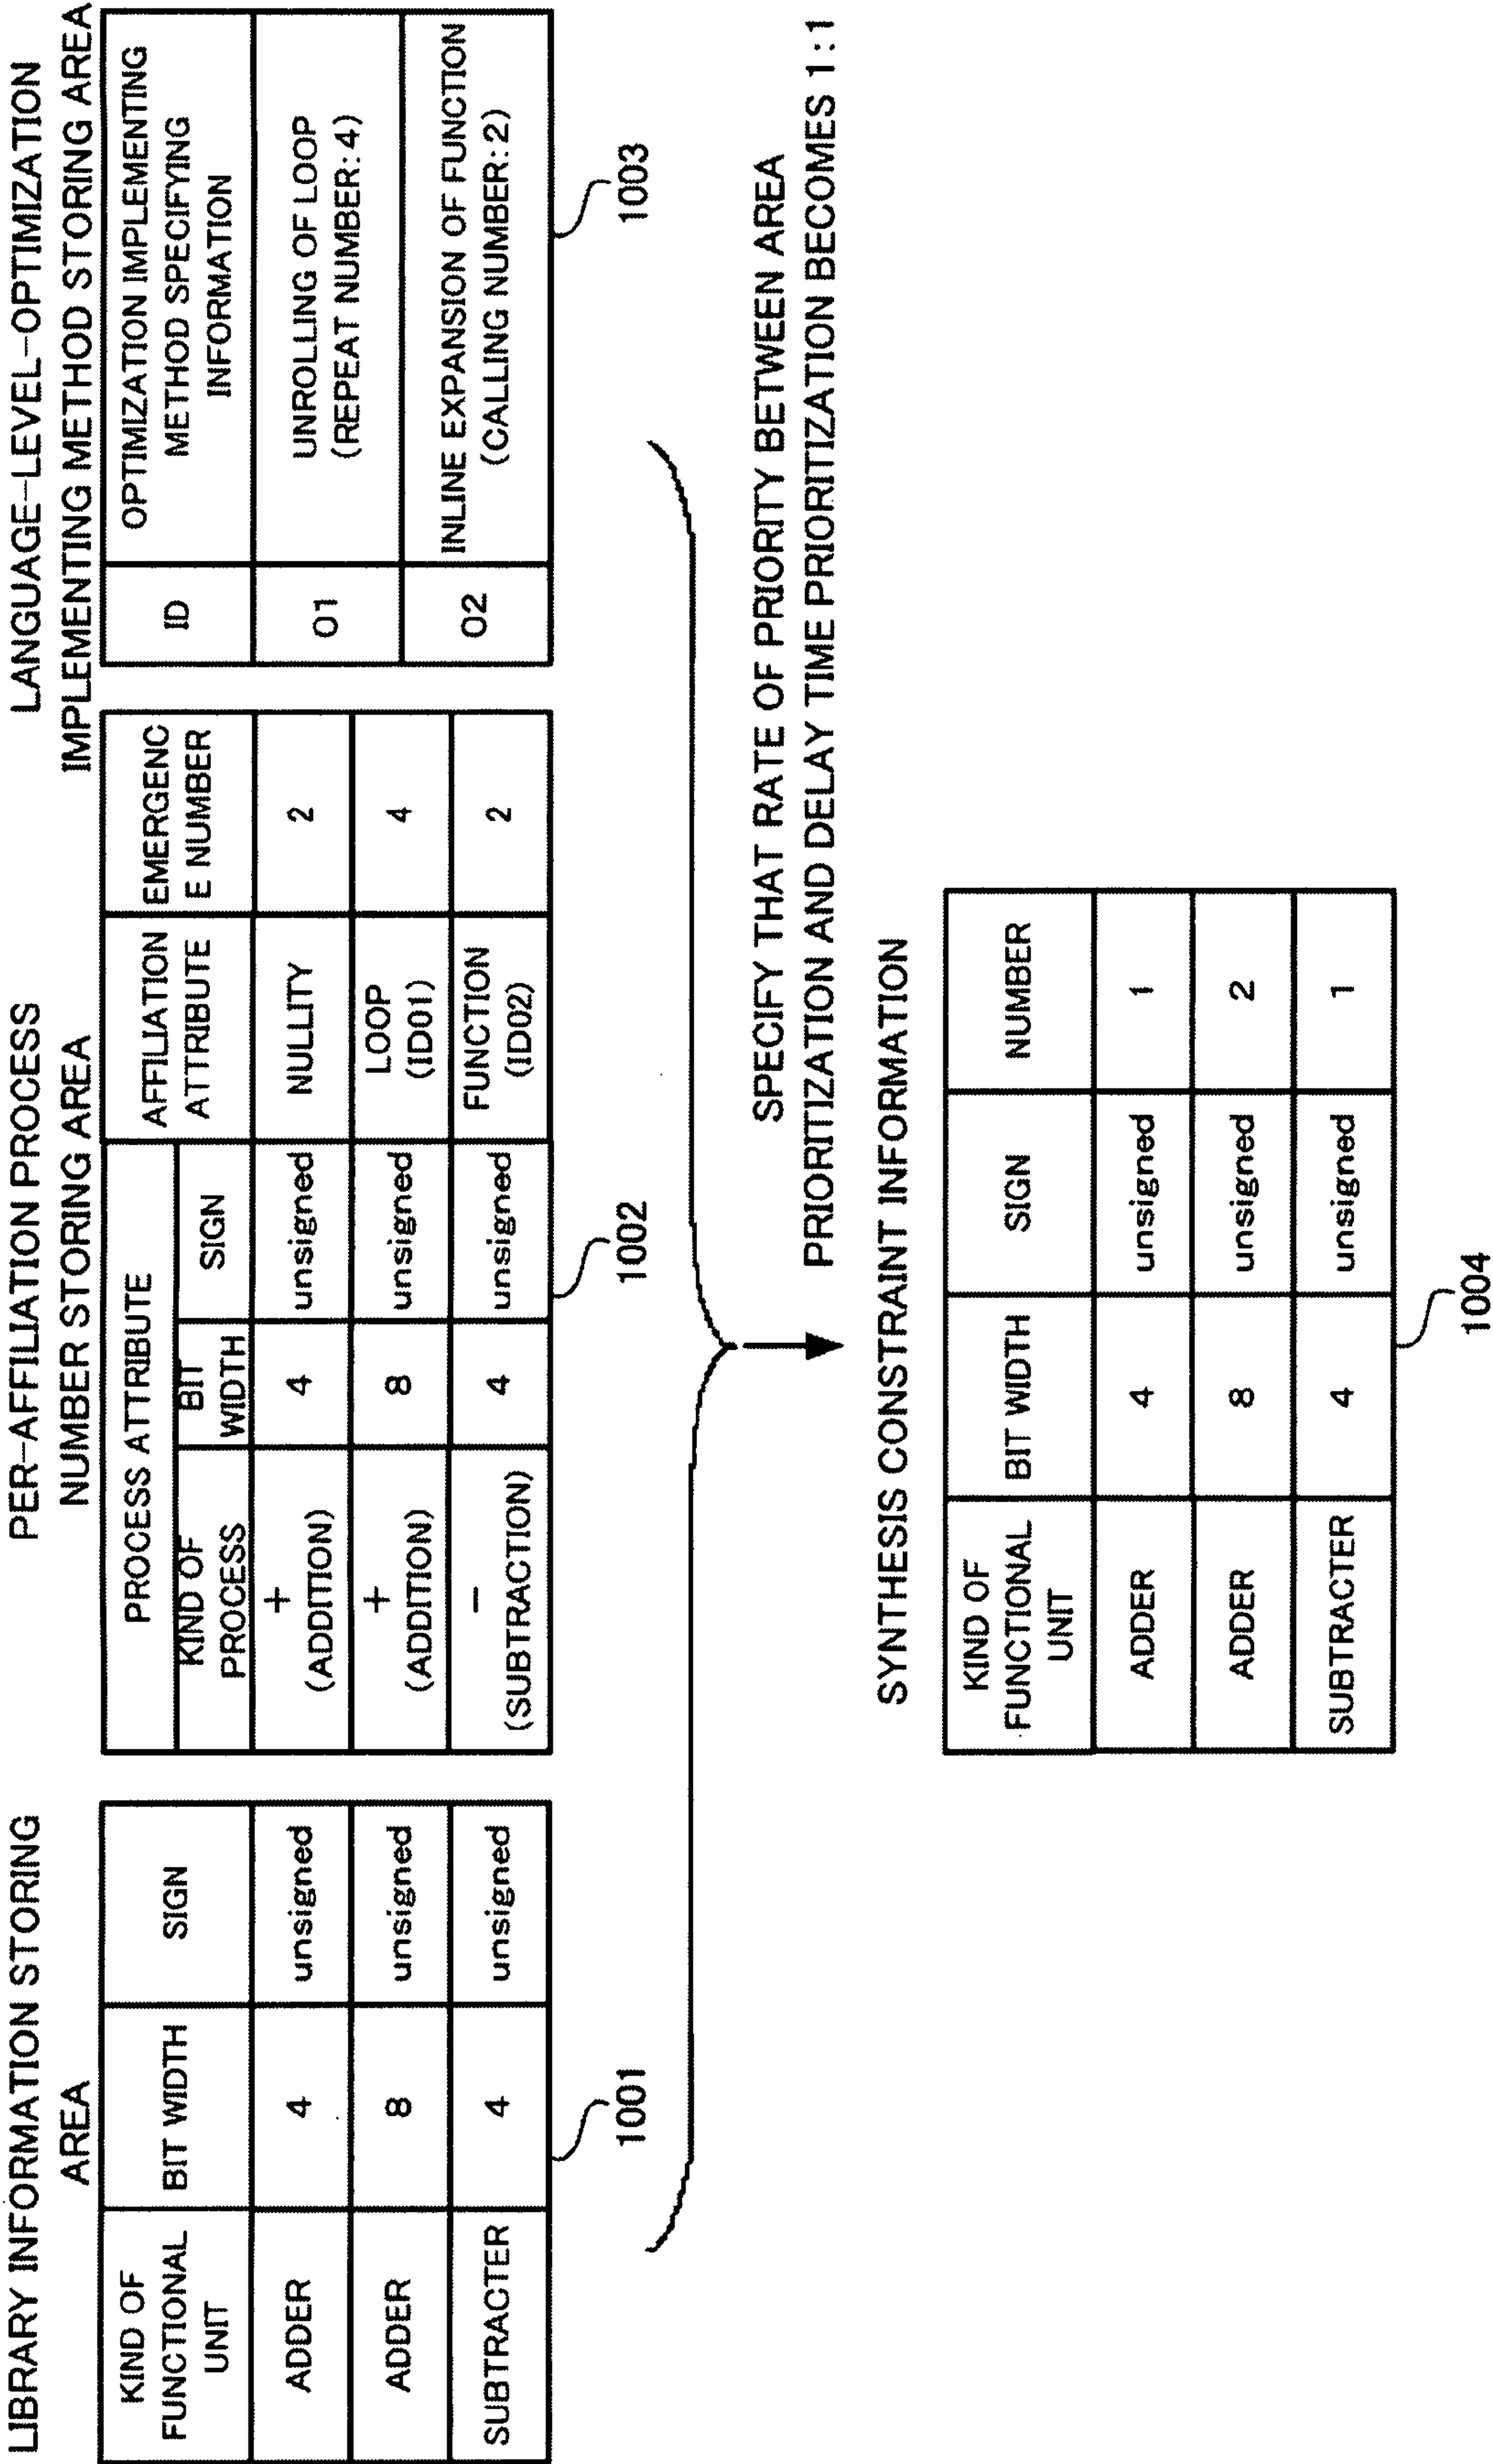 LIBRARY INFORMATION STORING
AREA
KIND OF
FUNCTIONAL
UNIT
BIT WIDTH
SIGN
ADDER
4
unsigned
ADDER
8
unsigned
SUBTRACTER
4
unsigned
1001
PER-AFFILIATION PROCESS
NUMBER STORING AREA
PROCESS ATTRIBUTE
AFFILIATION
ATTRIBUTE
EMERGENC
E NUMBER
KIND OF
PROCESS
BIT
WIDTH
SIGN
+
(ADDITION)
4
unsigned
NULLITY
2
+
(ADDITION)
8
unsigned
LOOP
(ID01)
4
−
(SUBTRACTION)
4
unsigned
FUNCTION
(ID02)
2
1002
LANGUAGE-LEVEL-OPTIMIZATION
IMPLEMENTING METHOD STORING AREA
ID
OPTIMIZATION IMPLEMENTING
METHOD SPECIFYING
INFORMATION
01
UNROLLING OF LOOP
(REPEAT NUMBER:4)
02
INLINE EXPANSION OF FUNCTION
(CALLING NUMBER:2)
1003
SPECIFY THAT RATE OF PRIORITY BETWEEN AREA
PRIORITIZATION AND DELAY TIME PRIORITIZATION BECOMES 1:1
SYNTHESIS CONSTRAINT INFORMATION
KIND OF
FUNCTIONAL
UNIT
BIT WIDTH
SIGN
NUMBER
ADDER
4
unsigned
1
ADDER
8
unsigned
2
SUBTRACTER
4
unsigned
1
1004